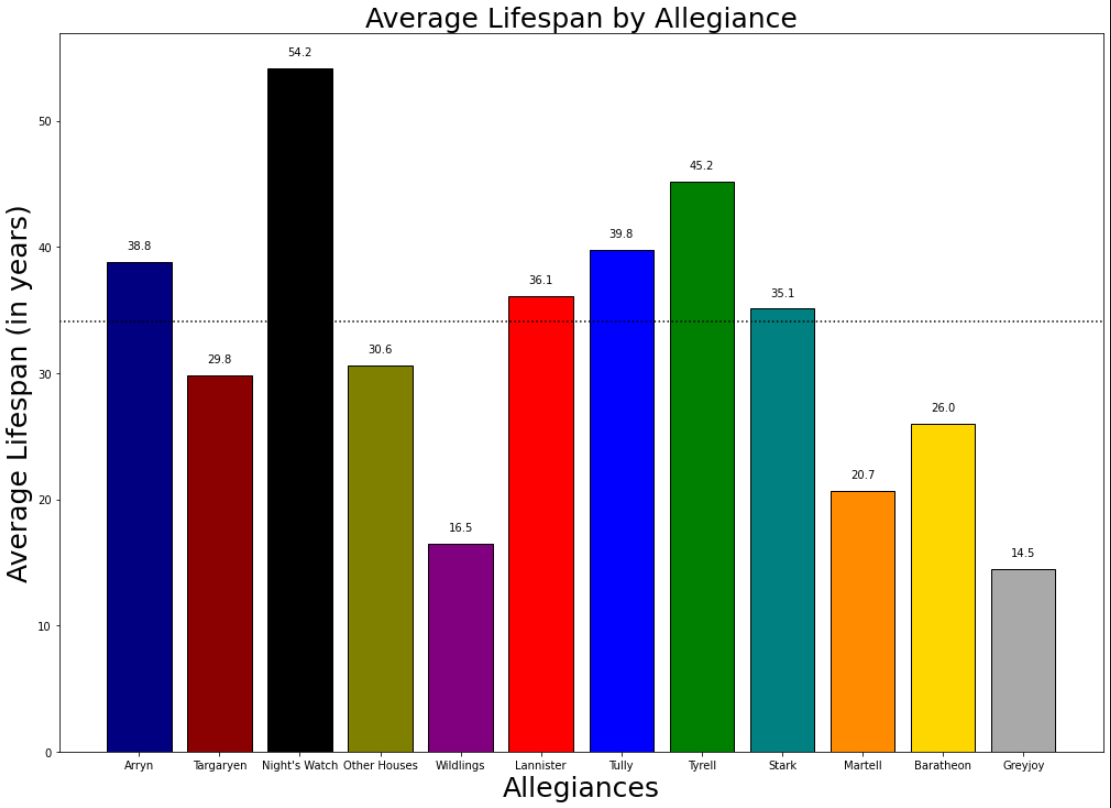 Average Lifespan by Allegiance
Average Lifespan (in years)
50
40
30
20
10
0
38.8
29.8
54.2
30.6
16.5
36.1
39.8
45.2
35.1
20.7
26.0
14.5
Arryn
Targaryen
Night's Watch
Other Houses
Wildlings
Lannister
Tully
Tyrell
Stark
Martell
Baratheon
Greyjoy
Allegiances